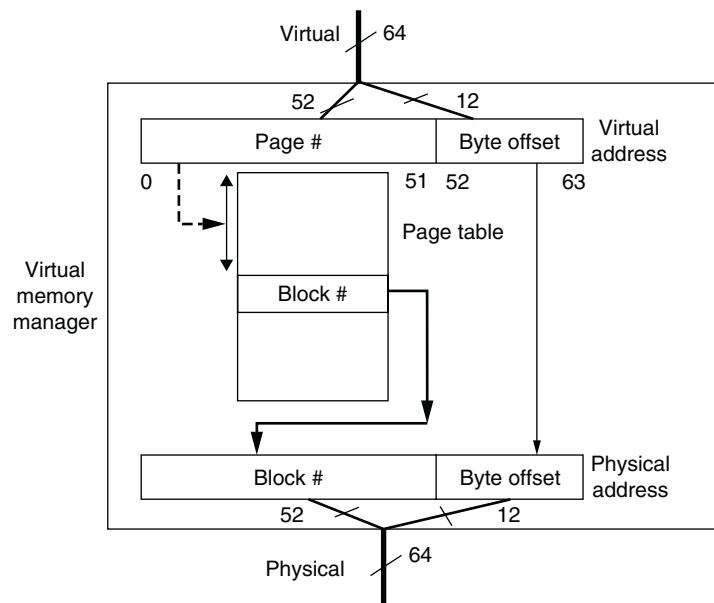 Virtual
64
52
12
Page #
Byte offset
Virtual
address
0
51
52
63
Page table
Block #
Virtual
memory
manager
Block #
Byte offset
Physical
address
52
12
Physical
64